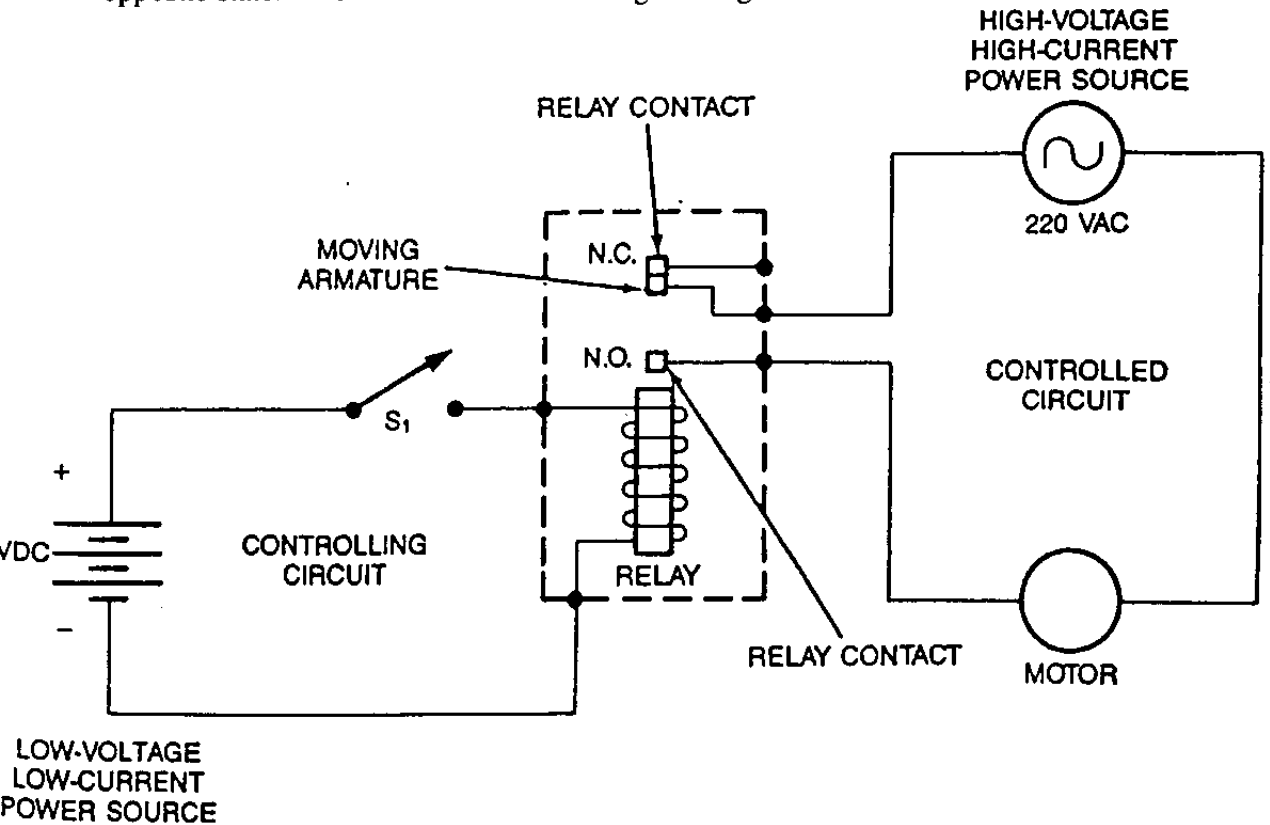 HIGH-VOLTAGE
HIGH-CURRENT
POWER SOURCE
RELAY CONTACT
220 VAC
N.C.
MOVING
ARMATURE
N.O.
CONTROLLED
CIRCUIT
S1
+
VDC
CONTROLLING
CIRCUIT
RELAY
–
RELAY CONTACT
MOTOR
LOW-VOLTAGE
LOW-CURRENT
POWER SOURCE